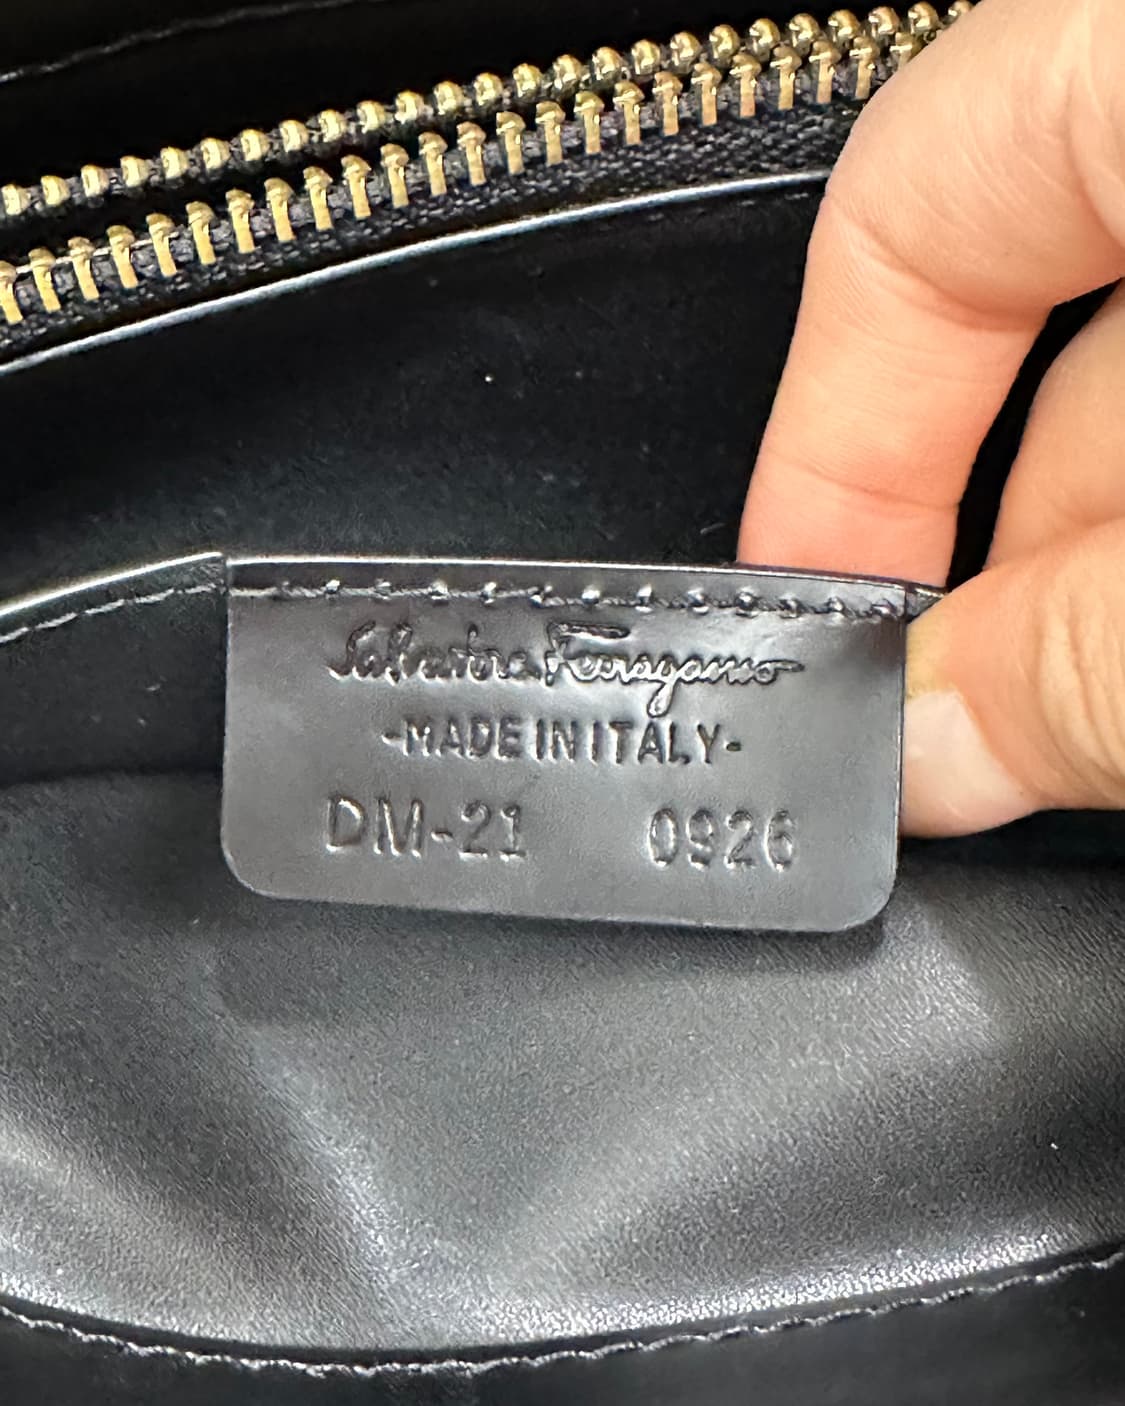 Salvatore Ferragamo
-MADE IN ITALY-
DM-21 0926